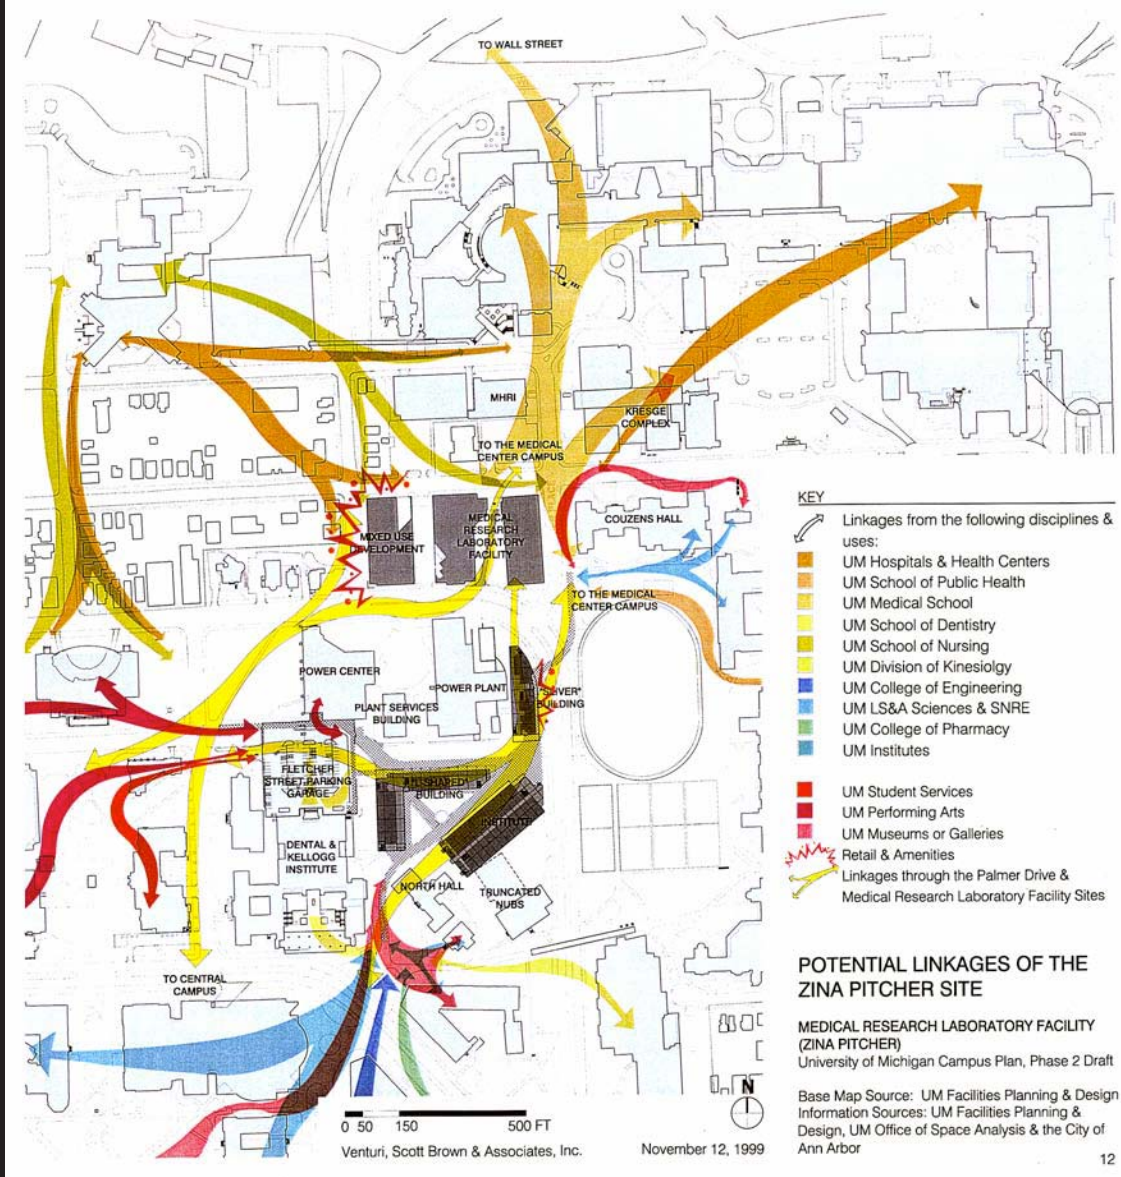 TO WALL STREET
MHRI
KRESGE
COMPLEX
TO THE MEDICAL
CENTER CAMPUS
COUZENS HALL
MEDICAL
RESEARCH
LABORATORY
FACILITY
MIXED USE
DEVELOPMENT
TO THE MEDICAL
CENTER CAMPUS
POWER CENTER
POWER PLANT
PLANT SERVICES
BUILDING
"SLIVER"
BUILDING
FLETCHER
STREET PARKING
GARAGE
BUILDING
INSTITUTE
DENTAL &
KELLOGG
INSTITUTE
NORTH HALL
TRUNCATED
NUBS
TO CENTRAL
CAMPUS
KEY
Linkages from the following disciplines &
uses:
UM Hospitals & Health Centers
UM School of Public Health
UM Medical School
UM School of Dentistry
UM School of Nursing
UM Division of Kinesiolgy
UM College of Engineering
UM LS&A Sciences & SNRE
UM College of Pharmacy
UM Institutes
UM Student Services
UM Performing Arts
UM Museums or Galleries
Retail & Amenities
Linkages through the Palmer Drive &
Medical Research Laboratory Facility Sites
POTENTIAL LINKAGES OF THE
ZINA PITCHER SITE
MEDICAL RESEARCH LABORATORY FACILITY
(ZINA PITCHER)
University of Michigan Campus Plan, Phase 2 Draft
Base Map Source: UM Facilities Planning & Design
Information Sources: UM Facilities Planning &
Design, UM Office of Space Analysis & the City of
Ann Arbor
12
N
0 50 150 500 FT
Venturi, Scott Brown & Associates, Inc.
November 12, 1999